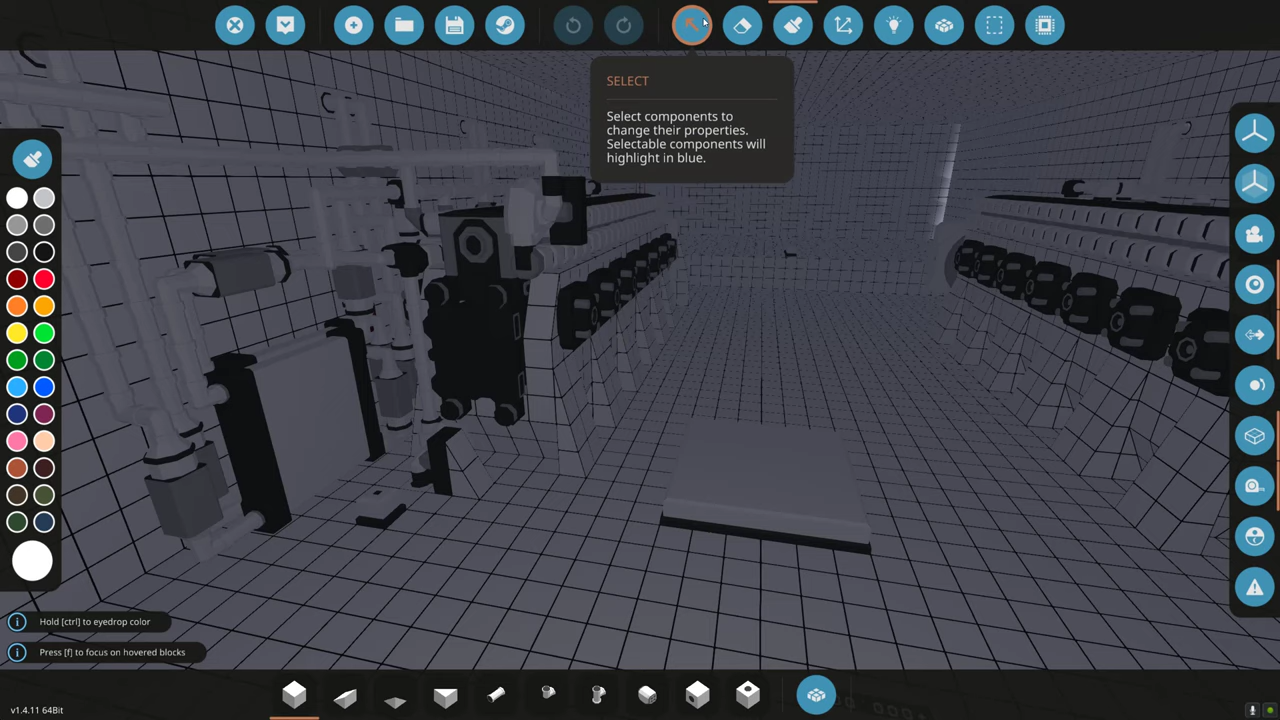 SELECT
Select components to
change their properties.
Selectable components will
highlight in blue.
Hold [ctrl] to eyedrop color
Press [f] to focus on hovered blocks
v1.4.11 64Bit